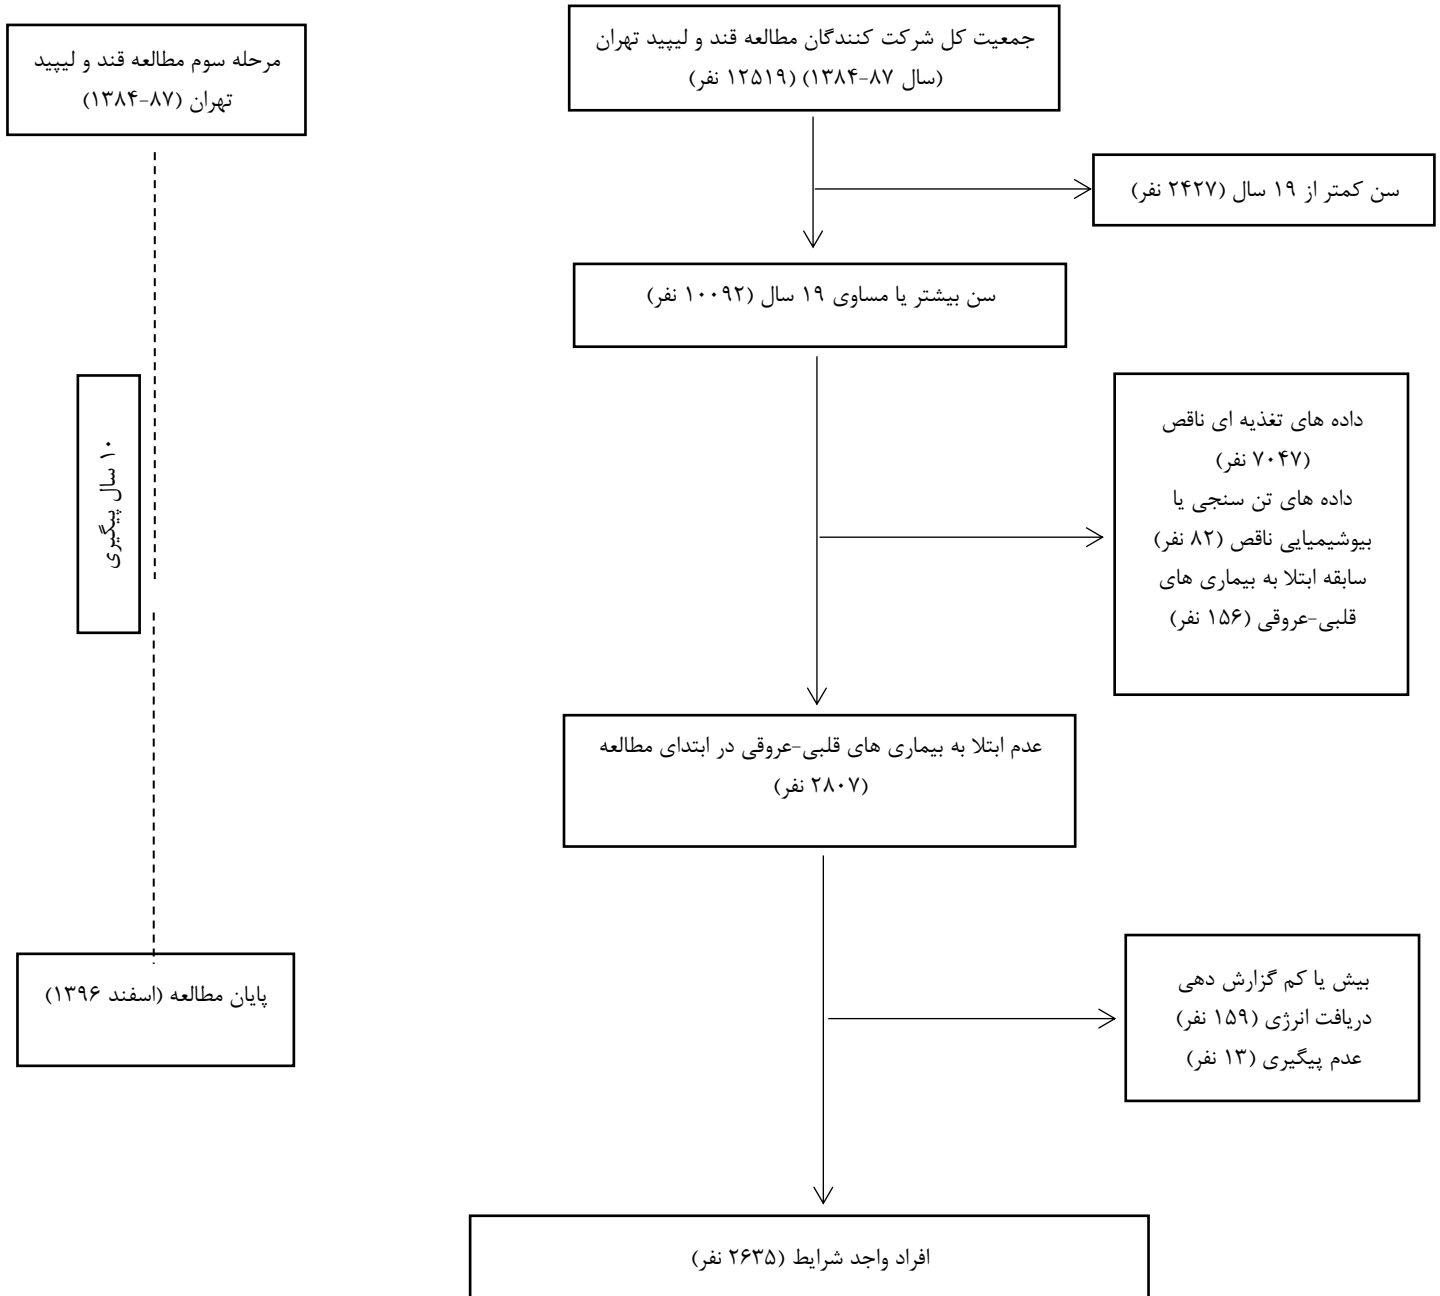 جمعیت کل شرکت کنندگان مطالعه قند و لیپید تهران
(سال ۸۷-۱۳۸۴) (۱۲۵۱۹ نفر)
مرحله سوم مطالعه قند و لیپید
تهران (۸۷-۱۳۸۴)
سن کمتر از ۱۹ سال (۲۴۲۷ نفر)
سن بیشتر یا مساوی ۱۹ سال (۱۰۰۹۲ نفر)
داده های تغذیه ای ناقص
(۷۰۴۷ نفر)
داده های تن سنجی یا
بیوشیمیایی ناقص (۸۲ نفر)
سابقه ابتلا به بیماری های
قلبی-عروقی (۱۵۶ نفر)
۱۰ سال پیگیری
عدم ابتلا به بیماری های قلبی-عروقی در ابتدای مطالعه
(۲۸۰۷ نفر)
بیش یا کم گزارش دهی
دریافت انرژی (۱۵۹ نفر)
عدم پیگیری (۱۳ نفر)
پایان مطالعه (اسفند ۱۳۹۶)
افراد واجد شرایط (۲۶۳۵ نفر)